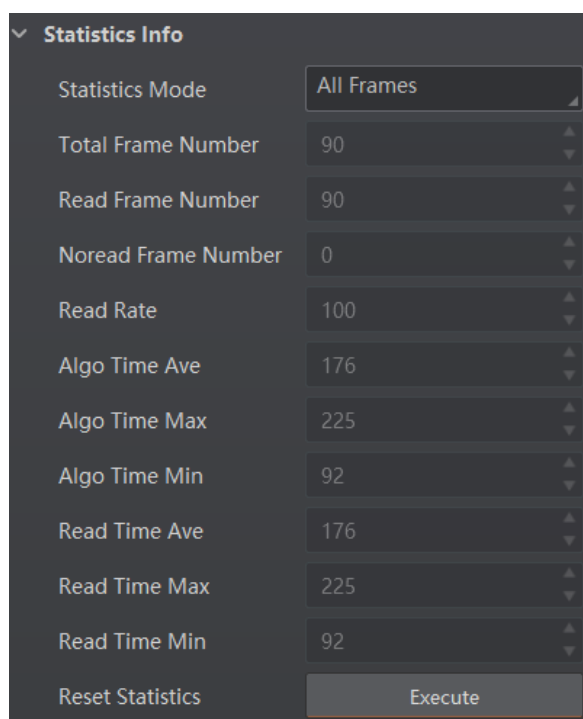 Statistics Info
Statistics Mode All Frames
Total Frame Number 90
Read Frame Number 90
Noread Frame Number 0
Read Rate 100
Algo Time Ave 176
Algo Time Max 225
Algo Time Min 92
Read Time Ave 176
Read Time Max 225
Read Time Min 92
Reset Statistics Execute